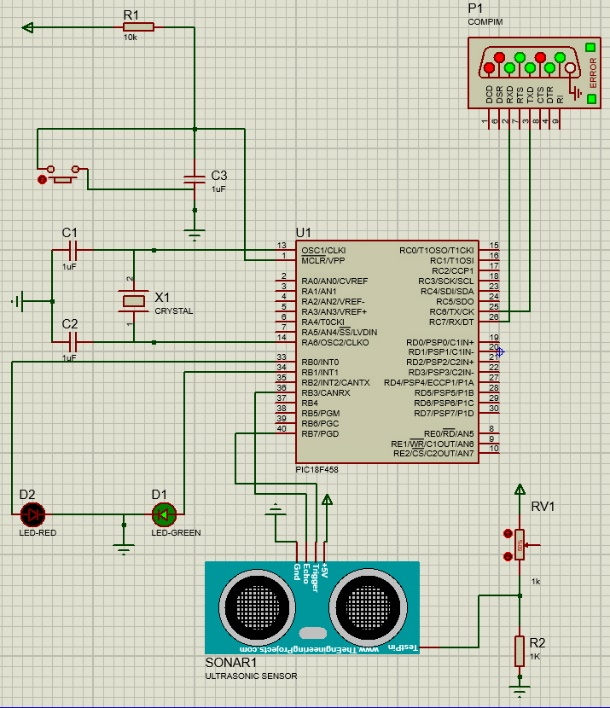 P1
COMPIM
R1
10k
ERROR
DCD
DSR
RXD
RTS
TXD
CTS
DTR
RI
1
6
2
7
3
8
4
9
C3
1uF
U1
C1
1uF
13
OSC1/CLKI
RC0/T1OSO/T1CKI
15
1
MCLR/VPP
RC1/T1OSI
16
RC2/CCP1
17
2
RA0/AN0/CVREF
RC3/SCK/SCL
18
3
RA1/AN1
RC4/SDI/SDA
23
4
RA2/AN2/VREF-
RC5/SDO
24
5
RA3/AN3/VREF+
RC6/TX/CK
25
6
RA4/T0CKI
RC7/RX/DT
26
7
RA5/AN4/SS/LVDIN
14
RA6/OSC2/CLKO
RD0/PSP0/C1IN+
19
RD1/PSP1/C1IN-
20
33
RB0/INT0
RD2/PSP2/C2IN+
21
34
RB1/INT1
RD3/PSP3/C2IN-
22
35
RB2/INT2/CANTX
RD4/PSP4/ECCP1/P1A
27
36
RB3/CANRX
RD5/PSP5/P1B
28
37
RB4
RD6/PSP6/P1C
29
38
RB5/PGM
RD7/PSP7/P1D
30
39
RB6/PGC
40
RB7/PGD
RE0/RD/AN5
8
RE1/WR/C1OUT/AN6
9
RE2/CS/C2OUT/AN7
10
PIC18F458
2
X1
CRYSTAL
1
C2
1uF
D2
LED-RED
D1
LED-GREEN
RV1
1k
Gnd
Echo
Trigger
+5V
www.TheEngineeringProjects.com
TestPin
SONAR1
ULTRASONIC SENSOR
R2
1K